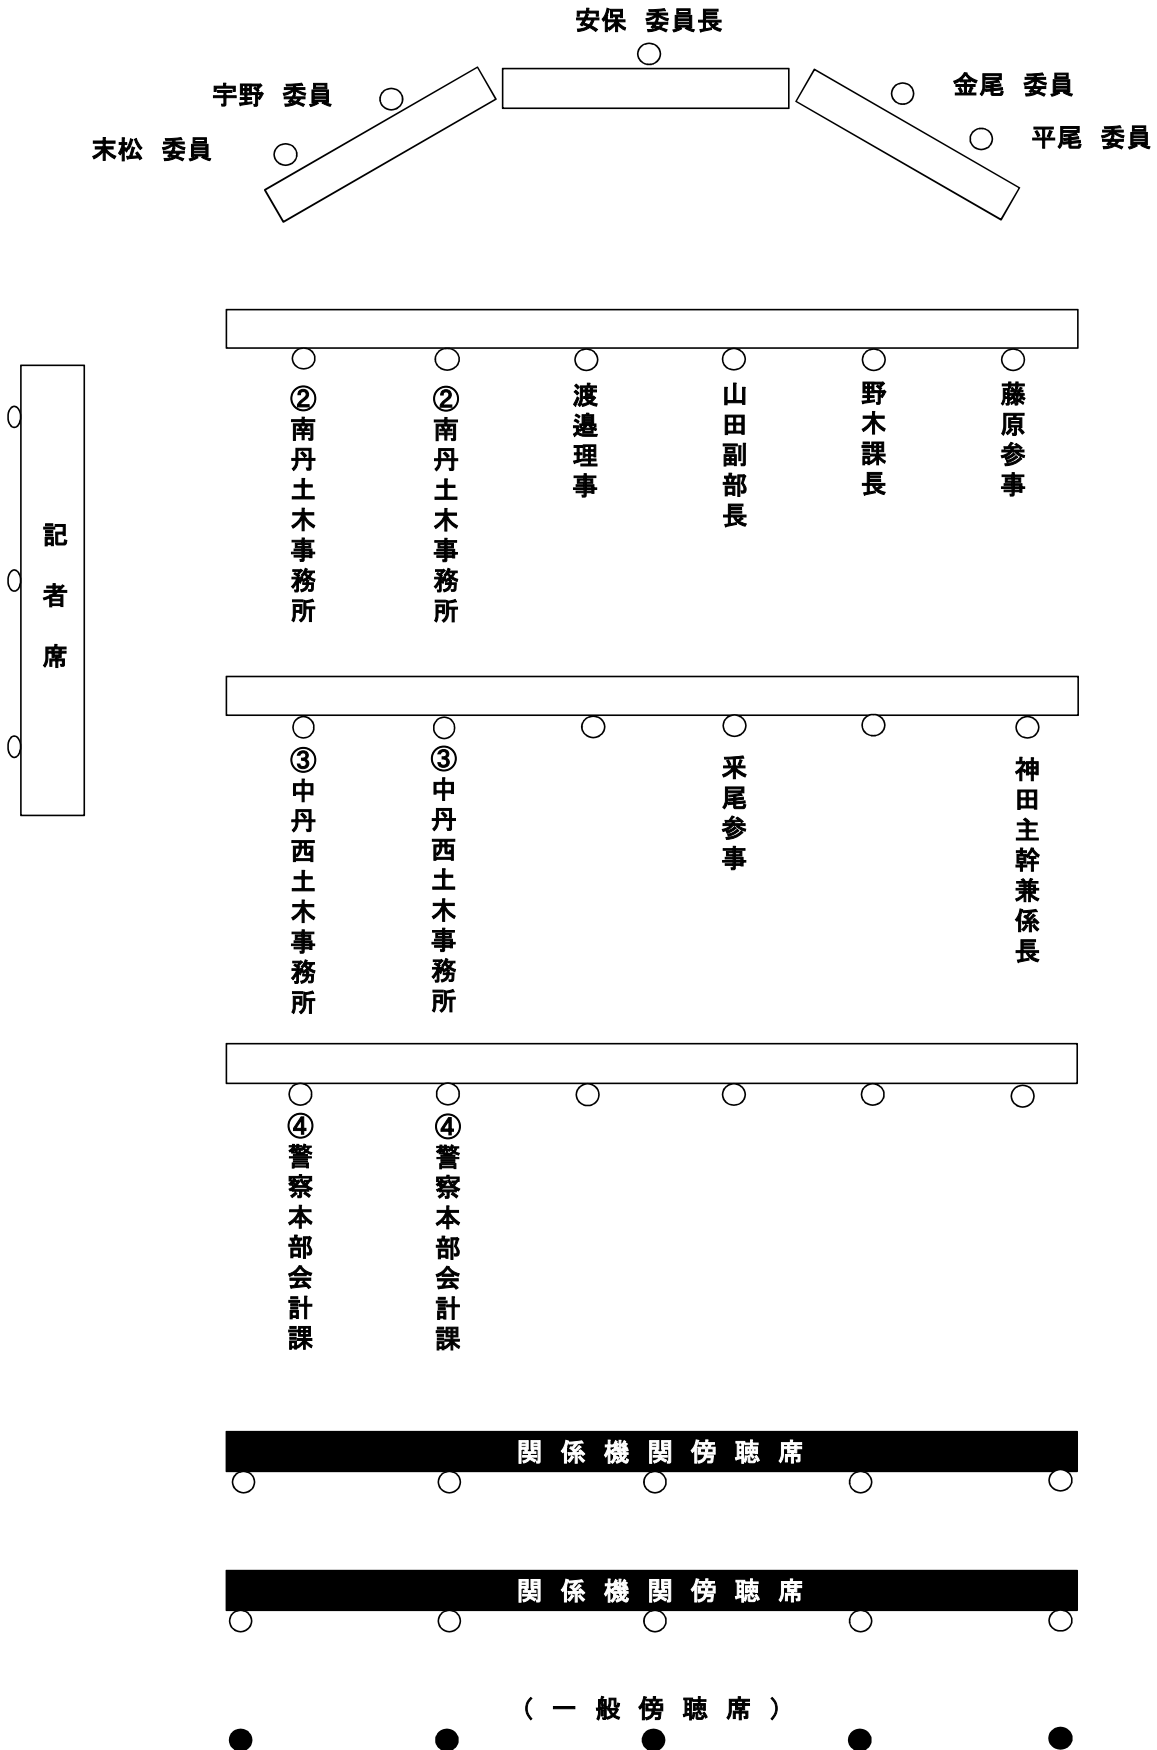 安保 委員長
宇野 委員
金尾 委員
末松 委員
平尾 委員
②南丹土木事務所
②南丹土木事務所
渡邉理事
山田副部長
野木課長
藤原参事
記者席
③中丹西土木事務所
③中丹西土木事務所
釆尾参事
神田主幹兼係長
④警察本部会計課
④警察本部会計課
関係機関傍聴席
関係機関傍聴席
（一般傍聴席）